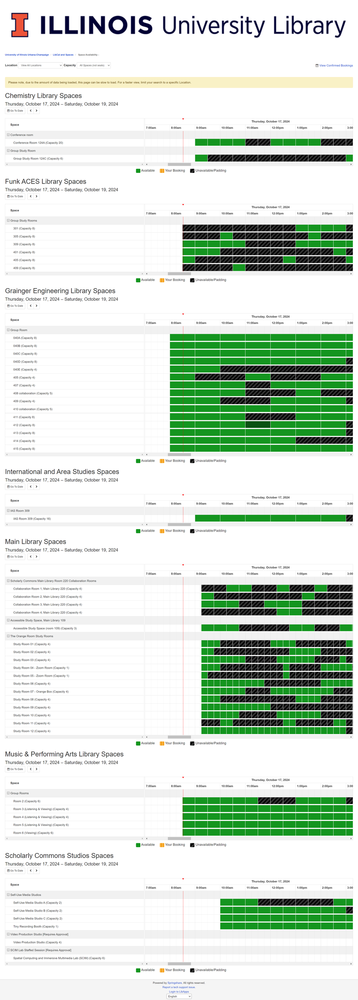 ILLINOIS University Library
University of Illinois Urbana-Champaign / LibCal and Spaces / Space Availability -
Location View All Locations Capacity All Spaces (not seats) View Confirmed Bookings
Please note, due to the amount of data being loaded, this page can be slow to load. For a faster view, limit your search to a specific Location.
Chemistry Library Spaces
Thursday, October 17, 2024 – Saturday, October 19, 2024
Go To Date
Thursday, October 17, 2024
Space
7:00am 8:00am 9:00am 10:00am 11:00am 12:00pm 1:00pm 2:00pm 3:00
Conference room
Conference Room 124A (Capacity 20)
Group Study Room
Group Study Room 124C (Capacity 6)
Available Your Booking Unavailable/Padding
Funk ACES Library Spaces
Thursday, October 17, 2024 – Saturday, October 19, 2024
Go To Date
Thursday, October 17, 2024
Space
7:00am 8:00am 9:00am 10:00am 11:00am 12:00pm 1:00pm 2:00pm 3:00
Group Study Rooms
301 (Capacity 8)
305 (Capacity 8)
309 (Capacity 8)
401 (Capacity 8)
405 (Capacity 8)
409 (Capacity 8)
Available Your Booking Unavailable/Padding
Grainger Engineering Library Spaces
Thursday, October 17, 2024 – Saturday, October 19, 2024
Go To Date
Thursday, October 17, 2024
Space
7:00am 8:00am 9:00am 10:00am 11:00am 12:00pm 1:00pm 2:00pm 3:00
Group Room
040A (Capacity 8)
040B (Capacity 8)
040C (Capacity 8)
040D (Capacity 8)
040E (Capacity 4)
405 (Capacity 4)
407 (Capacity 4)
408 collaboration (Capacity 5)
409 (Capacity 4)
410 collaboration (Capacity 5)
411 (Capacity 8)
412 (Capacity 8)
413 (Capacity 8)
414 (Capacity 8)
415 (Capacity 8)
Available Your Booking Unavailable/Padding
International and Area Studies Spaces
Thursday, October 17, 2024 – Saturday, October 19, 2024
Go To Date
Thursday, October 17, 2024
Space
7:00am 8:00am 9:00am 10:00am 11:00am 12:00pm 1:00pm 2:00pm 3:00
IAS Room 309
IAS Room 309 (Capacity 16)
Available Your Booking Unavailable/Padding
Main Library Spaces
Thursday, October 17, 2024 – Saturday, October 19, 2024
Go To Date
Thursday, October 17, 2024
Space
7:00am 8:00am 9:00am 10:00am 11:00am 12:00pm 1:00pm 2:00pm 3:00
Scholarly Commons Main Library Room 220 Collaboration Rooms
Collaboration Room 1, Main Library 220 (Capacity 4)
Collaboration Room 2, Main Library 220 (Capacity 4)
Collaboration Room 3, Main Library 220 (Capacity 4)
Collaboration Room 4, Main Library 220 (Capacity 4)
Accessible Study Space, Main Library 109
Accessible Study Space (room 109) (Capacity 3)
The Orange Room Study Rooms
Study Room 01 (Capacity 4)
Study Room 02 (Capacity 4)
Study Room 03 (Capacity 4)
Study Room 04 - Zoom Room (Capacity 1)
Study Room 05 - Zoom Room (Capacity 1)
Study Room 06 (Capacity 4)
Study Room 07 - Orange Box (Capacity 4)
Study Room 08 (Capacity 4)
Study Room 09 (Capacity 4)
Study Room 10 (Capacity 4)
Study Room 11 (Capacity 4)
Study Room 12 (Capacity 4)
Available Your Booking Unavailable/Padding
Music & Performing Arts Library Spaces
Thursday, October 17, 2024 – Saturday, October 19, 2024
Go To Date
Thursday, October 17, 2024
Space
7:00am 8:00am 9:00am 10:00am 11:00am 12:00pm 1:00pm 2:00pm 3:00
Group Rooms
Room 2 (Capacity 6)
Room 3 (Listening & Viewing) (Capacity 4)
Room 4 (Listening & Viewing) (Capacity 4)
Room 5 (Listening & Viewing) (Capacity 6)
Room 6 (Viewing) (Capacity 6)
Available Your Booking Unavailable/Padding
Scholarly Commons Studios Spaces
Thursday, October 17, 2024 – Saturday, October 19, 2024
Go To Date
Thursday, October 17, 2024
Space
7:00am 8:00am 9:00am 10:00am 11:00am 12:00pm 1:00pm 2:00pm 3:00
Self-Use Media Studios
Self-Use Media Studio A (Capacity 2)
Self-Use Media Studio B (Capacity 2)
Self-Use Media Studio C (Capacity 2)
Tiny Recording Booth (Capacity 1)
Video Production Studio [Requires Approval]
Video Production Studio (Capacity 4)
SCIM Lab Staffed Session [Requires Approval]
Spatial Computing and Immersive Multimedia Lab (SCIM) (Capacity 6)
Available Your Booking Unavailable/Padding
Powered by Springshare. All rights reserved.
Report a tech support issue.
Login to LibApps
English